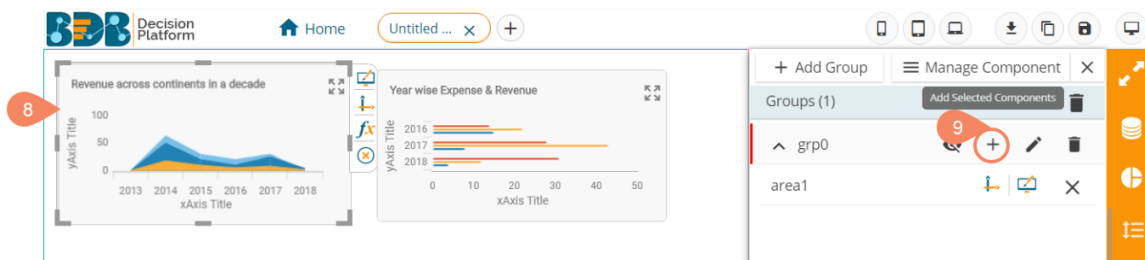 BDB Decision Platform
Home
Untitled ... x
+
+ Add Group
Manage Component
Groups (1)
Add Selected Components
grp0
9
area1
8
Revenue across continents in a decade
fx
yAxis Title
100
50
0
2013 2014 2015 2016 2017 2018
xAxis Title
Year wise Expense & Revenue
yAxis Title
2016
2017
2018
0 10 20 30 40 50
xAxis Title